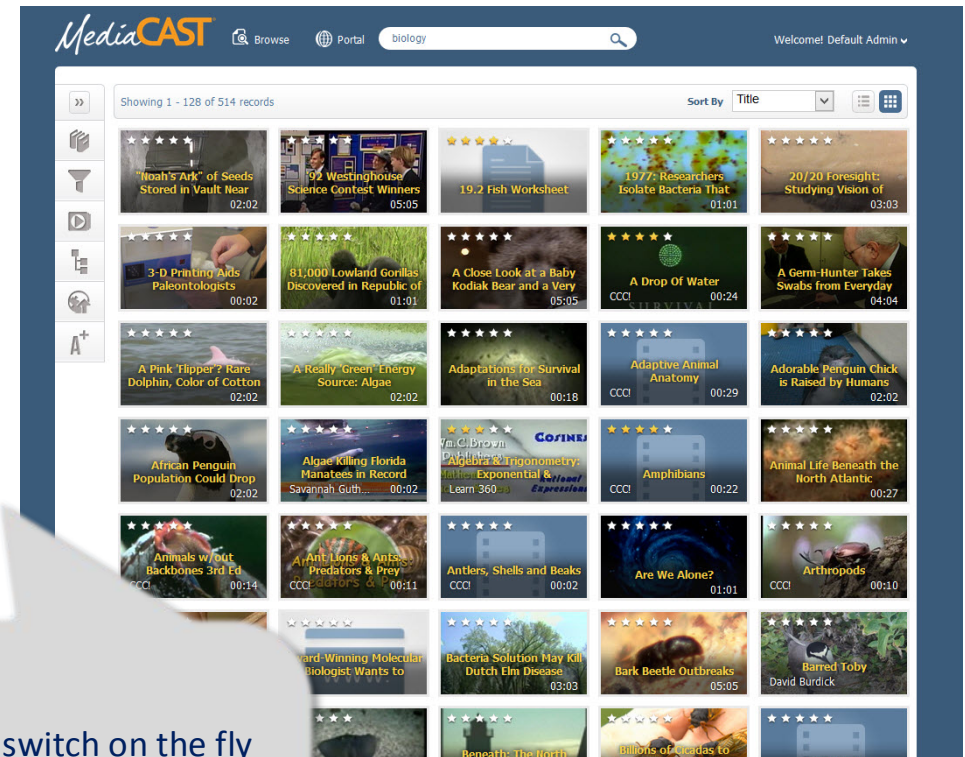 MediaCAST Browse Portal biology Welcome! Default Admin
Showing 1 - 128 of 514 records Sort By Title
"Noah's Ark" of Seeds
Stored in Vault Near
02:02
92 Westinghouse
Science Contest Winners
05:05
19.2 Fish Worksheet
1977: Researchers
Isolate Bacteria That
01:01
20/20 Foresight:
Studying Vision of
03:03
3-D Printing Aids
Paleontologists
00:02
81,000 Lowland Gorillas
Discovered in Republic of
01:01
A Close Look at a Baby
Kodiak Bear and a Very
05:05
A Drop Of Water
CCC! 00:24
SURVIVAL
A Germ-Hunter Takes
Swabs from Everyday
04:04
A+
A Pink 'Flipper'? Rare
Dolphin, Color of Cotton
02:02
A Really 'Green' Energy
Source: Algae
02:02
Adaptations for Survival
in the Sea
00:18
Adaptive Animal
Anatomy
CCC! 00:29
Adorable Penguin Chick
is Raised by Humans
02:02
African Penguin
Population Could Drop
02:02
Algae Killing Florida
Manatees in Record
Savannah Guth... 00:02
Wm.C.Brown
Algebra & Trigonometry:
Exponential &
Learn 360
Amphibians
CCC! 00:22
Animal Life Beneath the
North Atlantic
00:27
Animals w/out
Backbones 3rd Ed
CCC! 00:14
Ant Lions & Ants:
Predators & Prey
CCC! 00:11
Antlers, Shells and Beaks
CCC! 00:02
Are We Alone?
01:01
Arthropods
CCC! 00:10
Molecular
Biologist Wants to
Bacteria Solution May Kill
Dutch Elm Disease
03:03
Bark Beetle Outbreaks
05:05
Barred Toby
David Burdick
Beneath: The North
Billions of Cicadas to
switch on the fly